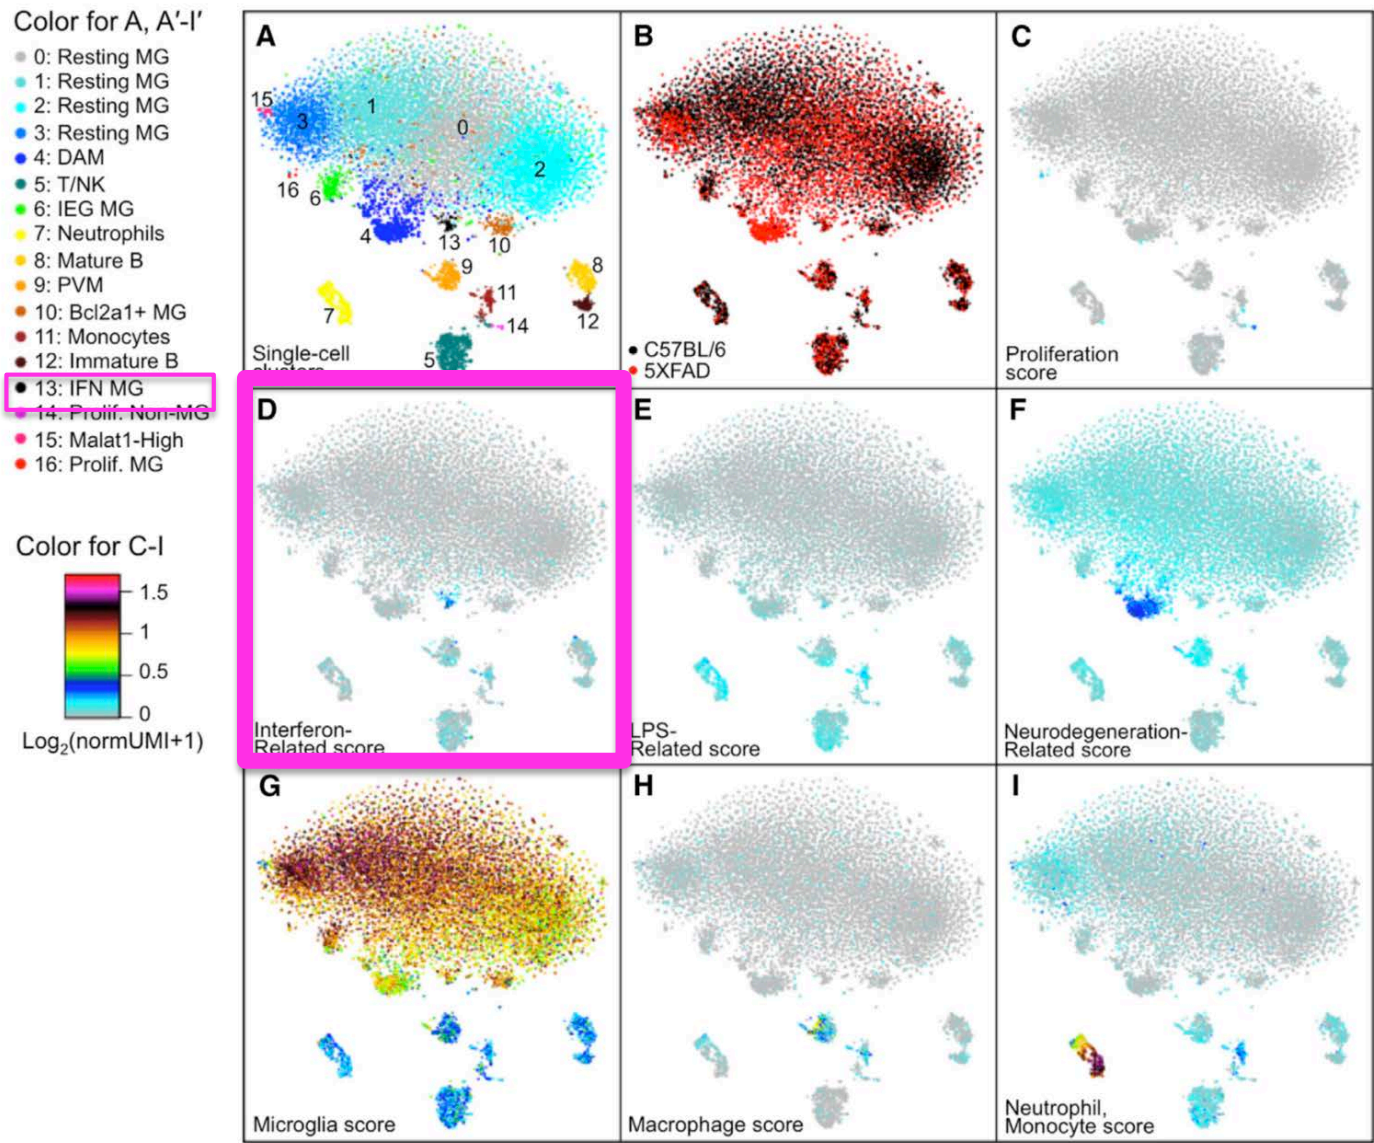 Color for A, A′-I′
0: Resting MG
1: Resting MG
2: Resting MG
3: Resting MG
4: DAM
5: T/NK
6: IEG MG
7: Neutrophils
8: Mature B
9: PVM
10: Bcl2a1+ MG
11: Monocytes
12: Immature B
13: IFN MG
14: Prolif. Non-MG
15: Malat1-High
16: Prolif. MG
Color for C-I
1.5
1
0.5
0
Log₂(normUMI+1)
A
15
3
1
0
2
16
6
4
13
10
9
8
7
11
12
14
5
Single-cell
clusters
B
C57BL/6
5XFAD
C
Proliferation
score
D
Interferon-
Related score
E
LPS-
Related score
F
Neurodegeneration-
Related score
G
Microglia score
H
Macrophage score
I
Neutrophil,
Monocyte score